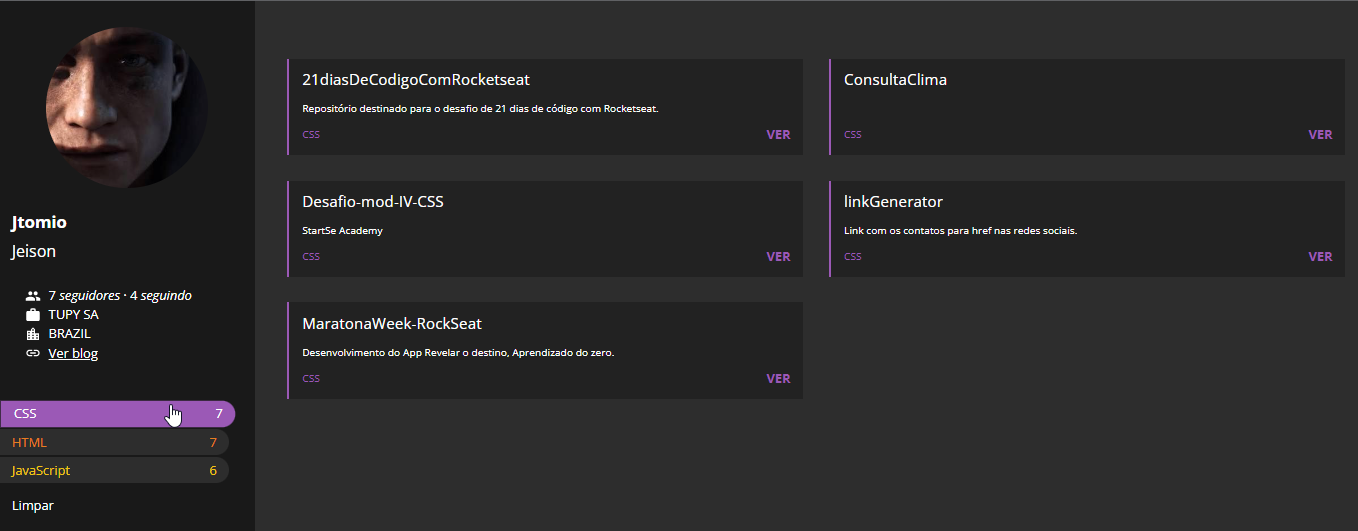 Jtomio
Jeison
7 seguidores · 4 seguindo
TUPY SA
BRAZIL
Ver blog
CSS 7
HTML 7
JavaScript 6
Limpar
21diasDeCodigoComRocketseat
Repositório destinado para o desafio de 21 dias de código com Rocketseat.
CSS VER
ConsultaClima
CSS VER
Desafio-mod-IV-CSS
StartSe Academy
CSS VER
linkGenerator
Link com os contatos para href nas redes sociais.
CSS VER
MaratonaWeek-RockSeat
Desenvolvimento do App Revelar o destino, Aprendizado do zero.
CSS VER